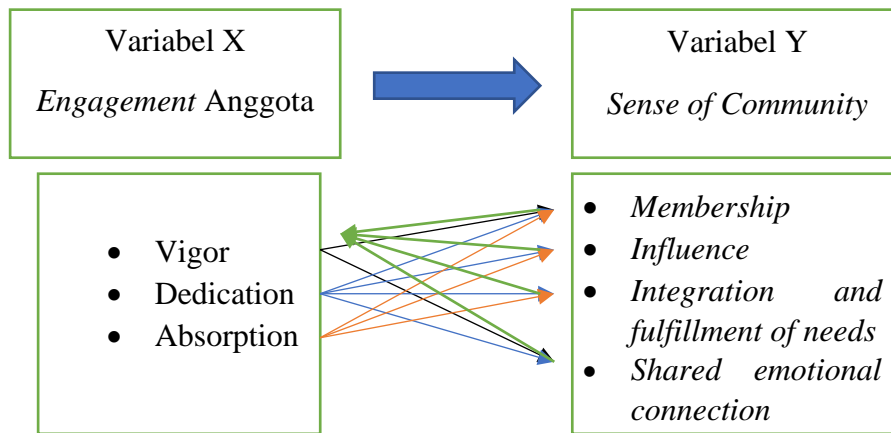 Variabel X
Engagement Anggota
Variabel Y
Sense of Community
• Vigor
• Dedication
• Absorption
• Membership
• Influence
• Integration and
fulfillment of needs
• Shared emotional
connection